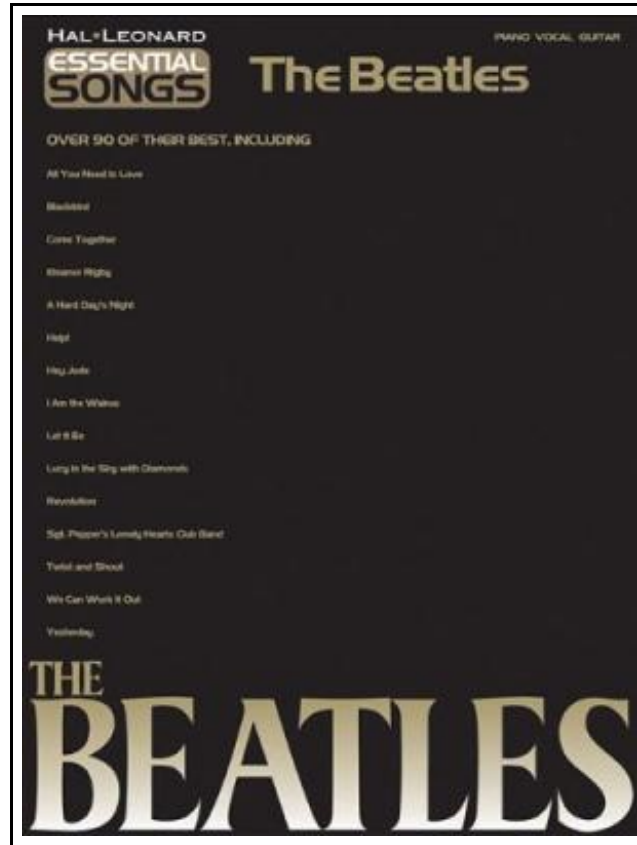 HAL•LEONARD
PIANO VOCAL GUITAR
ESSENTIAL
SONGS
The Beatles
OVER 90 OF THEIR BEST, INCLUDING
All You Need Is Love
Blackbird
Come Together
Eleanor Rigby
A Hard Day's Night
Help!
Hey Jude
I Am the Walrus
Let It Be
Lucy in the Sky with Diamonds
Revolution
Sgt. Pepper's Lonely Hearts Club Band
Twist and Shout
We Can Work It Out
Yesterday
THE
BEATLES